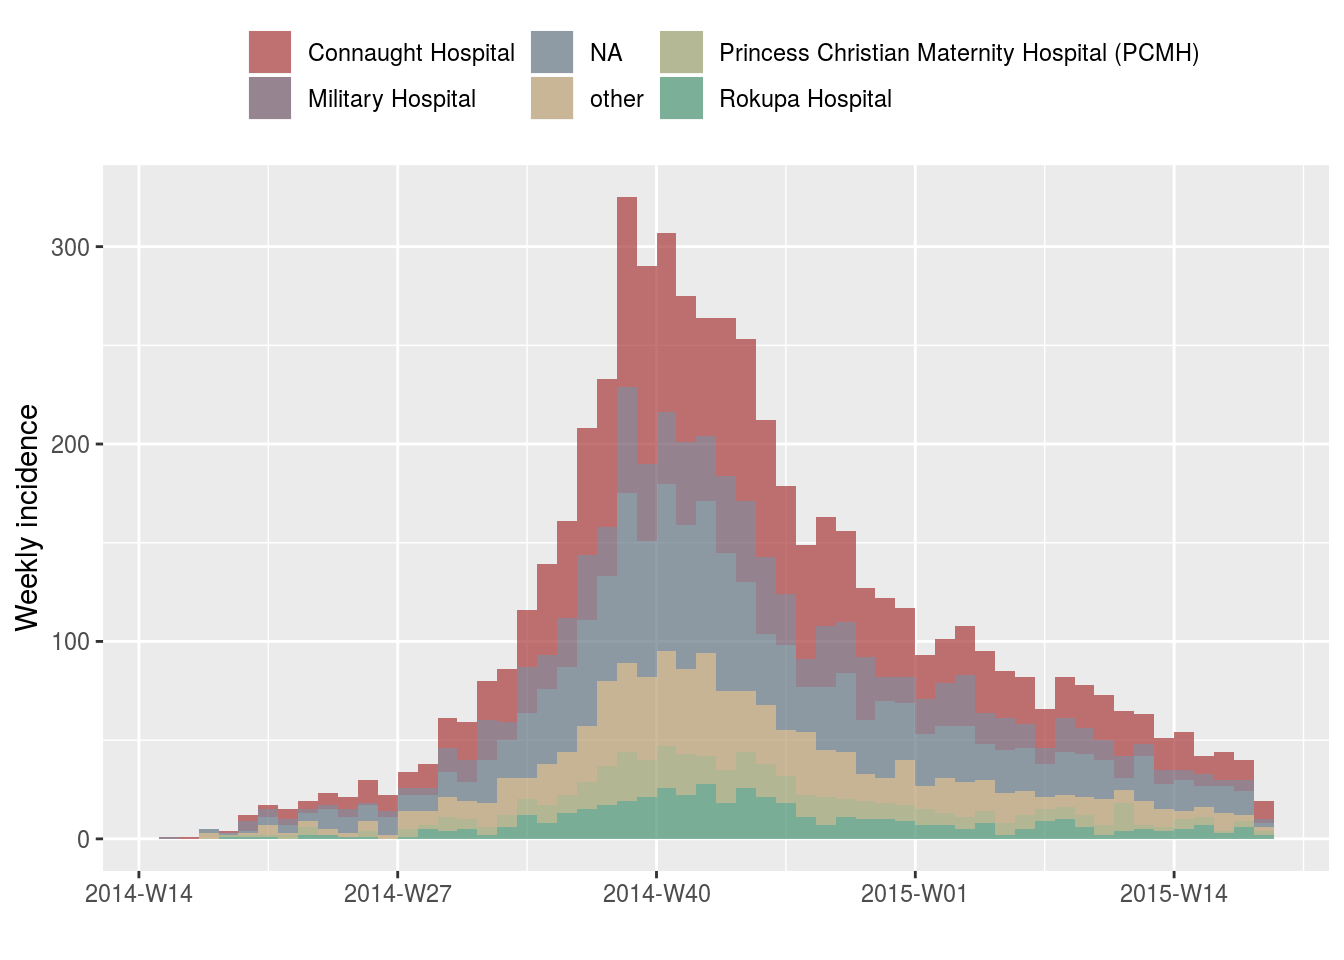 Connaught Hospital NA Princess Christian Maternity Hospital (PCMH)
Military Hospital other Rokupa Hospital
Weekly incidence
300
200
100
0
2014-W14 2014-W27 2014-W40 2015-W01 2015-W14